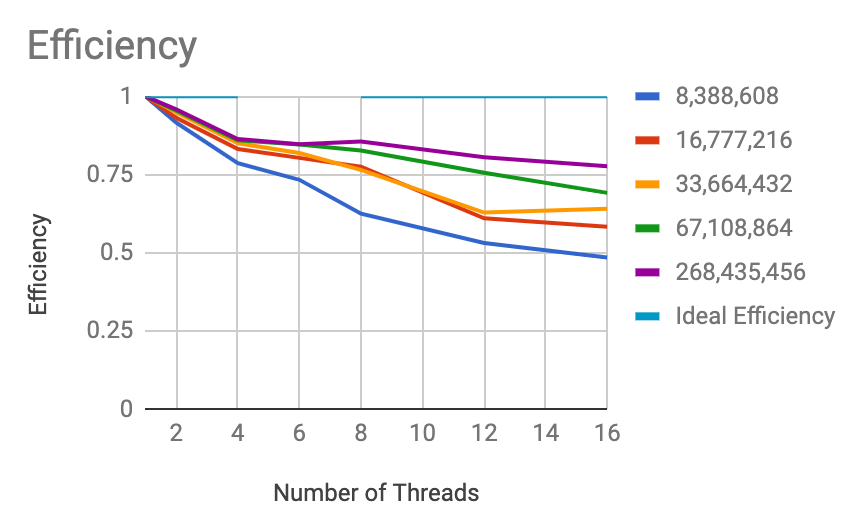 Efficiency
1
0.75
0.5
0.25
0
Efficiency
2 4 6 8 10 12 14 16
Number of Threads
8,388,608
16,777,216
33,664,432
67,108,864
268,435,456
Ideal Efficiency